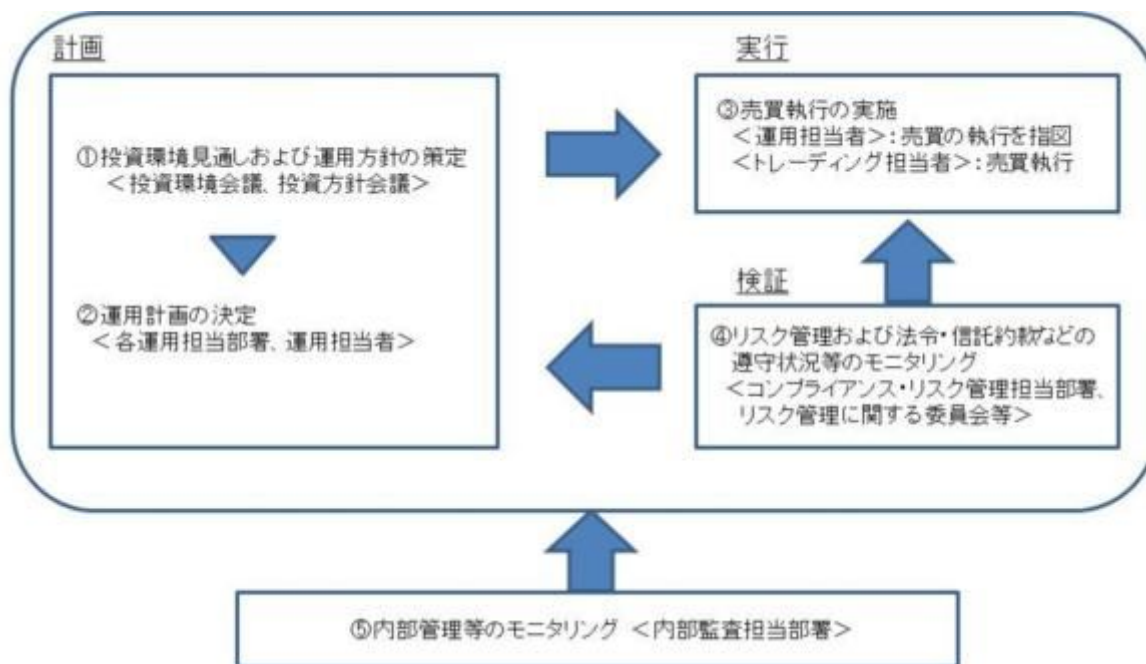 計画
①投資環境見通しおよび運用方針の策定
＜投資環境会議、投資方針会議＞
②運用計画の決定
＜各運用担当部署、運用担当者＞
実行
③売買執行の実施
＜運用担当者＞:売買の執行を指図
＜トレーディング担当者＞:売買執行
検証
④リスク管理および法令・信託約款などの
遵守状況等のモニタリング
＜コンプライアンス・リスク管理担当部署、
リスク管理に関する委員会等＞
⑤内部管理等のモニタリング ＜内部監査担当部署＞